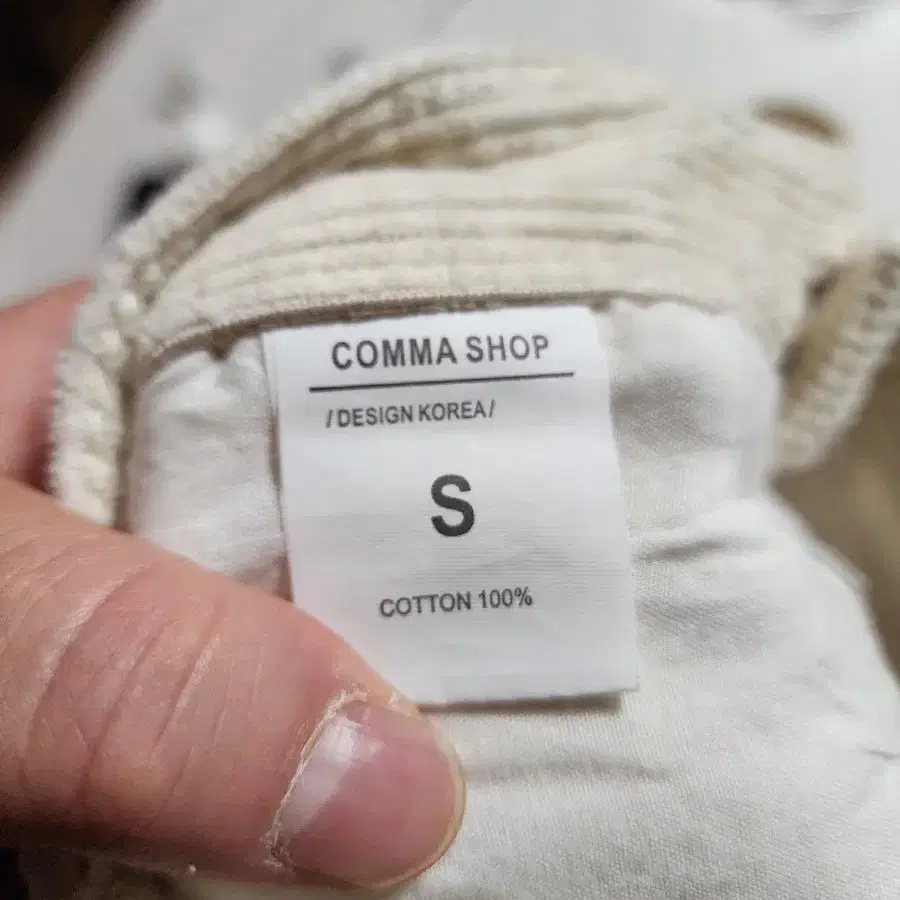 COMMA SHOP
/DESIGN KOREA/
S
COTTON 100%